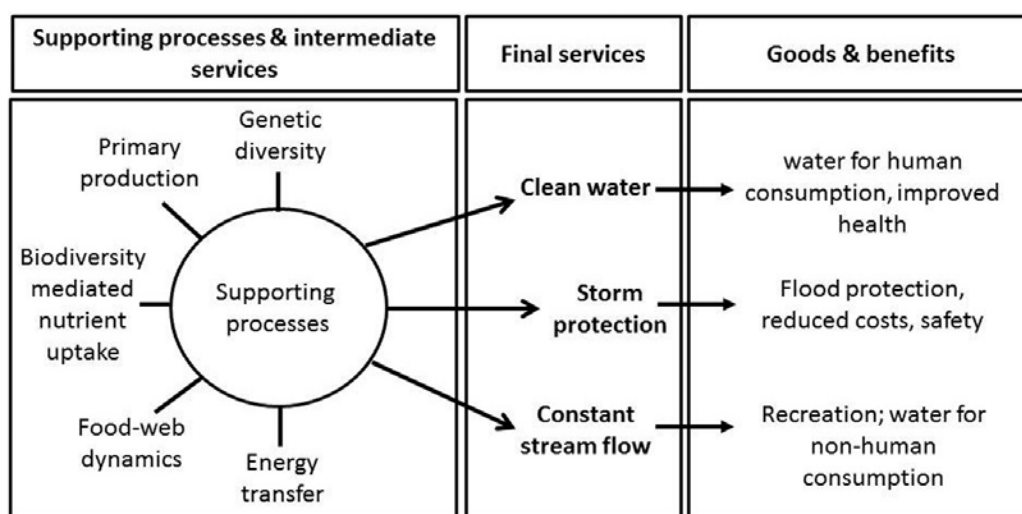 Supporting processes & intermediate
services
Final services
Goods & benefits
Genetic
diversity
Primary
production
Biodiversity
mediated
nutrient
uptake
Food-web
dynamics
Energy
transfer
Supporting
processes
Clean water
Storm
protection
Constant
stream flow
water for human
consumption, improved
health
Flood protection,
reduced costs, safety
Recreation; water for
non-human
consumption